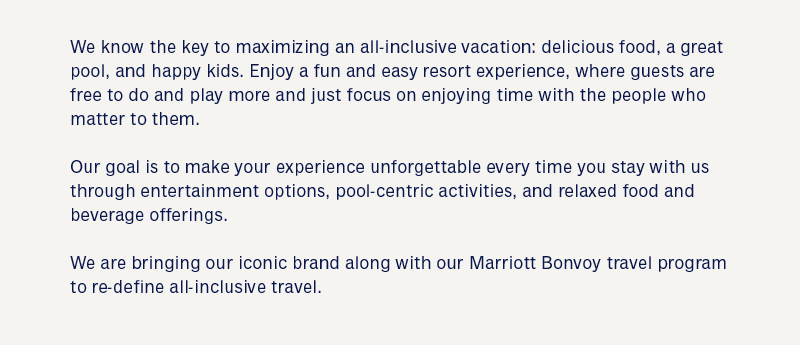 We know the key to maximizing an all-inclusive vacation: delicious food, a great
pool, and happy kids. Enjoy a fun and easy resort experience, where guests are
free to do and play more and just focus on enjoying time with the people who
matter to them.
Our goal is to make your experience unforgettable every time you stay with us
through entertainment options, pool-centric activities, and relaxed food and
beverage offerings.
We are bringing our iconic brand along with our Marriott Bonvoy travel program
to re-define all-inclusive travel.